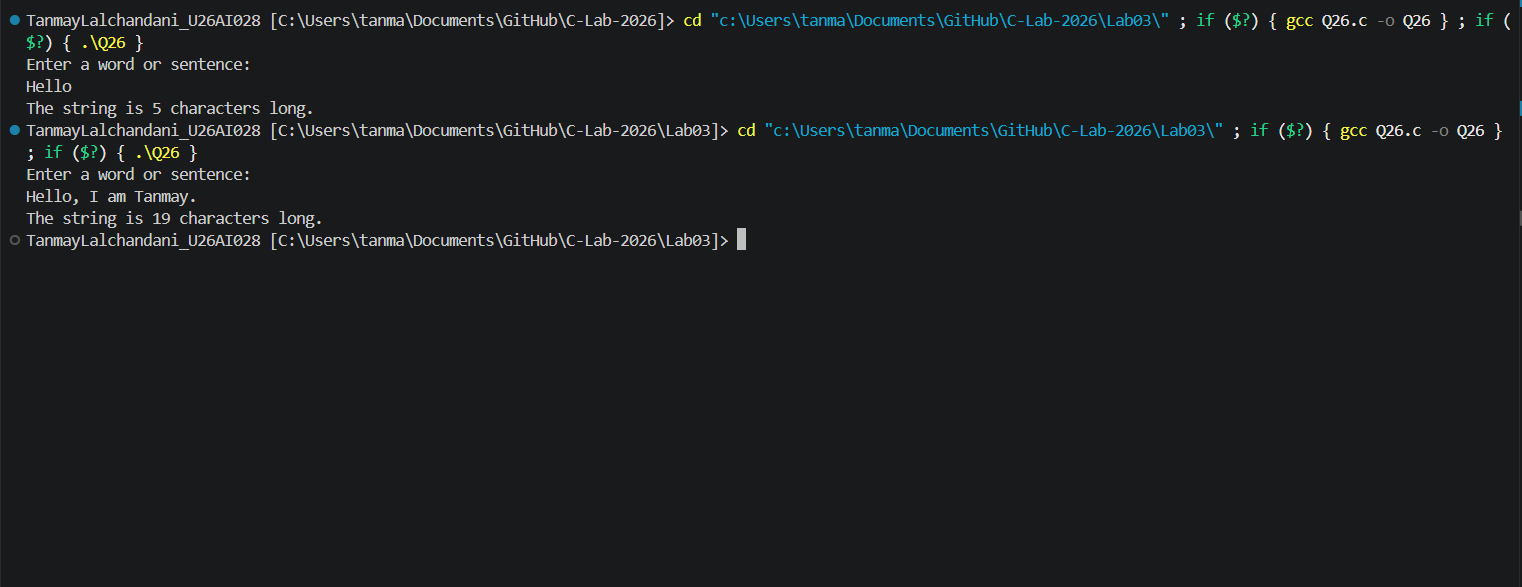 TanmayLalchandani_U26AI028 [C:\Users\tanma\Documents\GitHub\C-Lab-2026]> cd "c:\Users\tanma\Documents\GitHub\C-Lab-2026\Lab03\" ; if ($?) { gcc Q26.c -o Q26 } ; if (
$?) { .\Q26 }
Enter a word or sentence:
Hello
The string is 5 characters long.
TanmayLalchandani_U26AI028 [C:\Users\tanma\Documents\GitHub\C-Lab-2026\Lab03]> cd "c:\Users\tanma\Documents\GitHub\C-Lab-2026\Lab03\" ; if ($?) { gcc Q26.c -o Q26 }
; if ($?) { .\Q26 }
Enter a word or sentence:
Hello, I am Tanmay.
The string is 19 characters long.
TanmayLalchandani_U26AI028 [C:\Users\tanma\Documents\GitHub\C-Lab-2026\Lab03]>